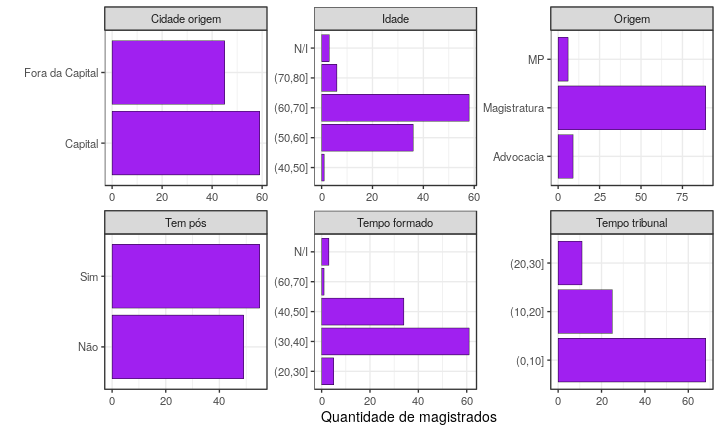 Cidade origem
Fora da Capital
Capital
0 20 40 60
Idade
N/I
(70,80]
(60,70]
(50,60]
(40,50]
0 20 40 60
Origem
MP
Magistratura
Advocacia
0 25 50 75
Tem pós
Sim
Não
0 20 40
Tempo formado
N/I
(60,70]
(40,50]
(30,40]
(20,30]
0 20 40 60
Tempo tribunal
(20,30]
(10,20]
(0,10]
0 20 40 60
Quantidade de magistrados